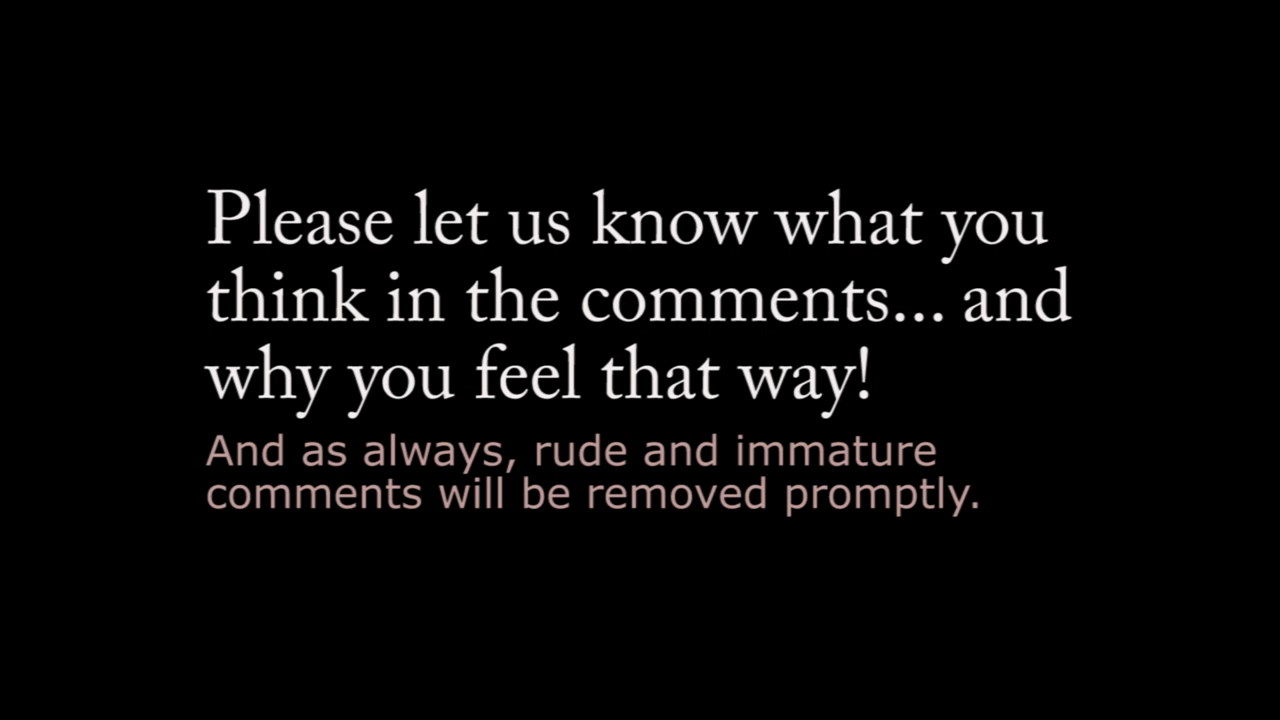 Please let us know what you
think in the comments... and
why you feel that way!
And as always, rude and immature
comments will be removed promptly.